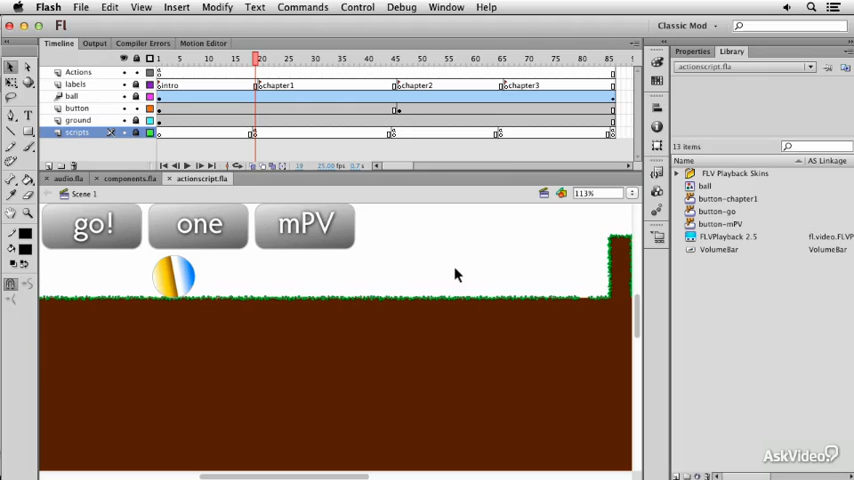 Flash File Edit View Insert Modify Text Commands Control Debug Window Help
Fl Classic Mod
Timeline Output Compiler Errors Motion Editor Properties Library
1 5 10 15 20 25 30 35 40 45 50 55 60 65 70 75 80 85
actionscript.fla
Actions
labels intro chapter1 chapter2 chapter3
ball
button
ground
scripts
13 items
Name AS Linkage
19 25.00 fps 0.7 s
FLV Playback Skins
audio.fla components.fla actionscript.fla
ball
Scene 1 113%
button-chapter1
button-go
go! one mPV
button-mPV
FLVPlayback 2.5 fl.video.FLVP
VolumeBar VolumeBar
AskVideo